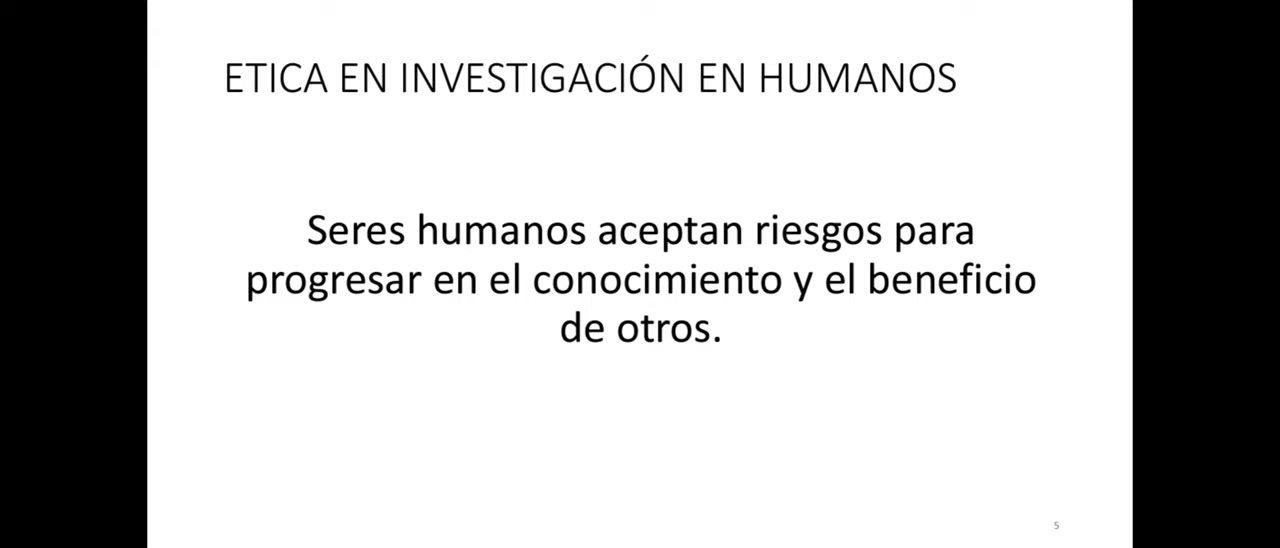 ETICA EN INVESTIGACIÓN EN HUMANOS
Seres humanos aceptan riesgos para
progresar en el conocimiento y el beneficio
de otros.
5